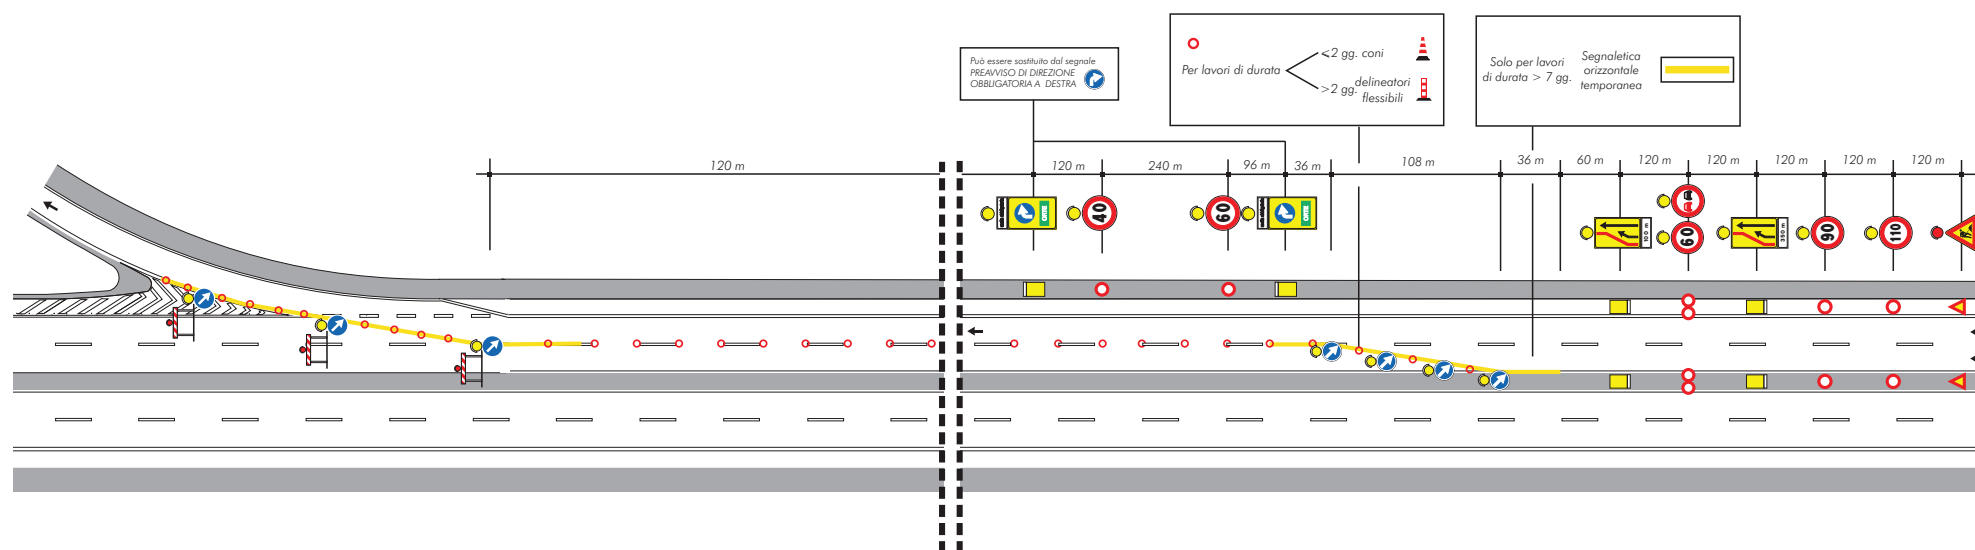 Può essere sostituito dal segnale
PREAVVISO DI DIREZIONE
OBBLIGATORIA A DESTRA
Per lavori di durata
<2 gg. coni
>2 gg.
delineatori
flessibili
Solo per lavori
di durata > 7 gg.
Segnaletica
orizzontale
temporanea
120 m
120 m
240 m
96 m
36 m
108 m
36 m
60 m
120 m
120 m
120 m
120 m
120 m
40
60
100 m
60
350 m
90
110